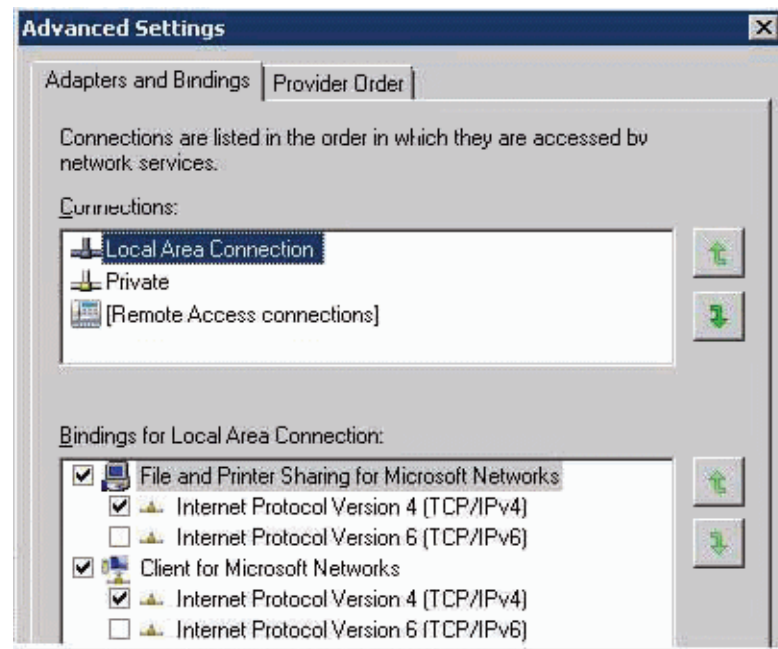 Advanced Settings
Adapters and Bindings
Provider Order
Connections are listed in the order in which they are accessed by
network services.
Connections:
Local Area Connection
Private
[Remote Access connections]
Bindings for Local Area Connection:
File and Printer Sharing for Microsoft Networks
Internet Protocol Version 4 (TCP/IPv4)
Internet Protocol Version 6 (TCP/IPv6)
Client for Microsoft Networks
Internet Protocol Version 4 (TCP/IPv4)
Internet Protocol Version 6 (TCP/IPv6)